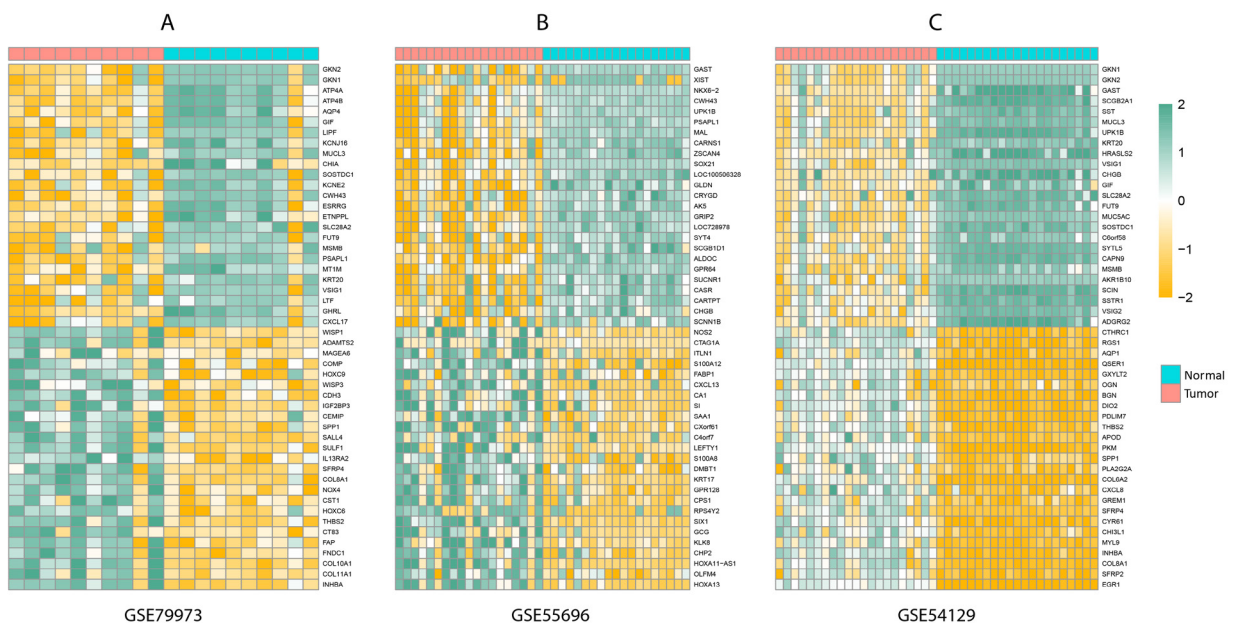 A
B
C
GKN2
GKN1
ATP4A
ATP4B
AQP4
GIF
LIPF
KCNJ16
MUCL3
CHIA
SOSTDC1
KCNE2
CWH43
ESRRG
ETNPPL
SLC28A2
FUT9
MSMB
PSAPL1
MT1M
KRT20
VSIG1
LTF
GHRL
CXCL17
WISP1
ADAMTS2
MAGEA6
COMP
HOXC9
WISP3
CDH3
IGF2BP3
CEMIP
SPP1
SALL4
SULF1
IL13RA2
SFRP4
COL8A1
NOX4
CST1
HOXC6
THBS2
CT83
FAP
FNDC1
COL10A1
COL11A1
INHBA
GSE79973
GAST
XIST
NKX6-2
CWH43
UPK1B
PSAPL1
MAL
CARNS1
ZSCAN4
SOX21
LOC100506328
GLDN
CRYGD
AK5
GRIP2
LOC728978
SYT4
SCGB1D1
ALDOC
GPR64
SUCNR1
CASR
CARTPT
CHGB
SCNN1B
NOS2
CTAG1A
ITLN1
S100A12
FABP1
CXCL13
CA1
SI
SAA1
CXorf61
C4orf7
LEFTY1
S100A8
DMBT1
KRT17
GPR128
CPS1
RPS4Y2
SIX1
GCG
KLK8
CHP2
HOXA11-AS1
OLFM4
HOXA13
GSE55696
GKN1
GKN2
GAST
SCGB2A1
SST
MUCL3
UPK1B
KRT20
HRASLS2
VSIG1
CHGB
GIF
SLC28A2
FUT9
MUC5AC
SOSTDC1
C6orf58
SYTL5
CAPN9
MSMB
AKR1B10
SCIN
SSTR1
VSIG2
ADGRG2
CTHRC1
RGS1
AQP1
QSER1
GXYLT2
OGN
BGN
DIO2
PDLIM7
THBS2
APOD
PKM
SPP1
PLA2G2A
COL6A2
CXCL8
GREM1
SFRP4
CYR61
CHI3L1
MYL9
INHBA
COL8A1
SFRP2
EGR1
GSE54129
2
1
0
−1
−2
Normal
Tumor